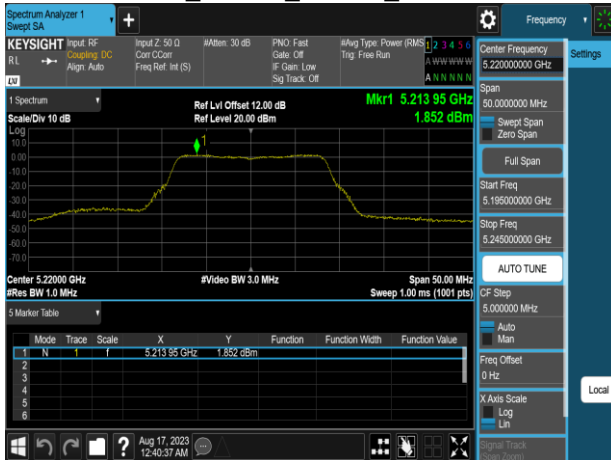 Spectrum Analyzer 1
Swept SA
+
Frequency
KEYSIGHT
Input: RF
Input Z: 50 Ω
#Atten: 30 dB
PNO: Fast
#Avg Type: Power (RMS
1 2 3 4 5 6
RL
Coupling: DC
Corr CCorr
Gate: Off
Trig: Free Run
Align: Auto
Freq Ref: Int (S)
IF Gain: Low
Sig Track: Off
A W W W W W
A N N N N N
LXI
1 Spectrum
Ref Lvl Offset 12.00 dB
Mkr1 5.213 95 GHz
Scale/Div 10 dB
Ref Level 20.00 dBm
1.852 dBm
Log
1
10.0
0.00
-10.0
-20.0
-30.0
-40.0
-50.0
-60.0
-70.0
Center 5.22000 GHz
#Video BW 3.0 MHz
Span 50.00 MHz
#Res BW 1.0 MHz
Sweep 1.00 ms (1001 pts)
5 Marker Table
Mode Trace Scale X Y Function Function Width Function Value
1 N 1 f 5.213 95 GHz 1.852 dBm
2
3
4
5
6
Aug 17, 2023
12:40:37 AM
Center Frequency
5.220000000 GHz
Settings
Span
50.0000000 MHz
Swept Span
Zero Span
Full Span
Start Freq
5.195000000 GHz
Stop Freq
5.245000000 GHz
AUTO TUNE
CF Step
5.000000 MHz
Auto
Man
Freq Offset
0 Hz
X Axis Scale
Log
Lin
Signal Track
(Span Zoom)
Local